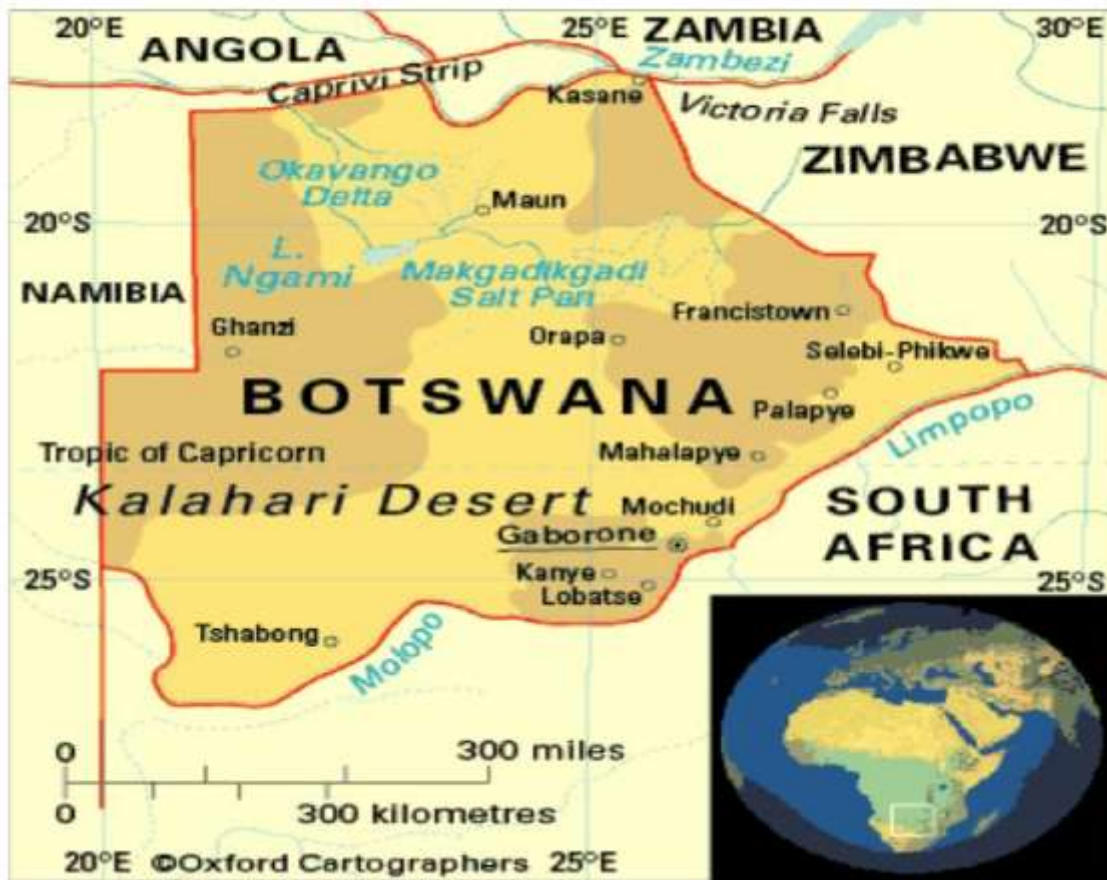 20°E
25°E
30°E
ANGOLA
ZAMBIA
Zambezi
Caprivi Strip
Kasane
Victoria Falls
ZIMBABWE
Okavango
Detta
Maun
20°S
20°S
L.
Ngami
Makgadikgadi
Salt Pan
NAMIBIA
Francistown
Ghanzi
Orapa
Selebi-Phikwe
BOTSWANA
Palapye
Limpopo
Tropic of Capricorn
Mahalapye
Kalahari Desert
Mochudi
SOUTH
AFRICA
Gaborone
25°S
Kanye
25°S
Lobatse
Tshabong
Molopo
0
300 miles
0
300 kilometres
20°E ©Oxford Cartographers 25°E